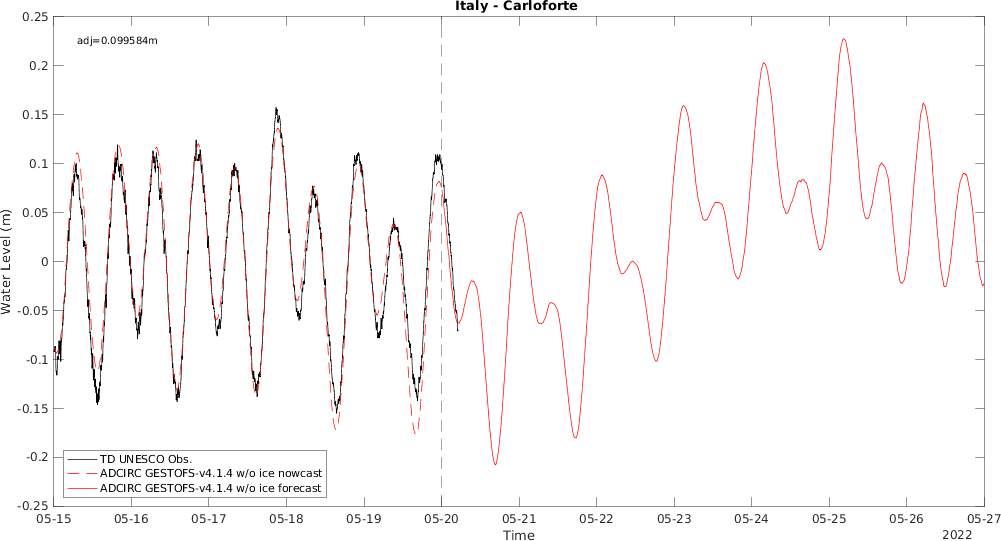 Italy - Carloforte
adj=0.099584m
0.25
0.2
0.15
0.1
0.05
0
-0.05
-0.1
-0.15
-0.2
-0.25
Water Level (m)
TD UNESCO Obs.
ADCIRC GESTOFS-v4.1.4 w/o ice nowcast
ADCIRC GESTOFS-v4.1.4 w/o ice forecast
05-15 05-16 05-17 05-18 05-19 05-20 05-21 05-22 05-23 05-24 05-25 05-26 05-27
Time
2022